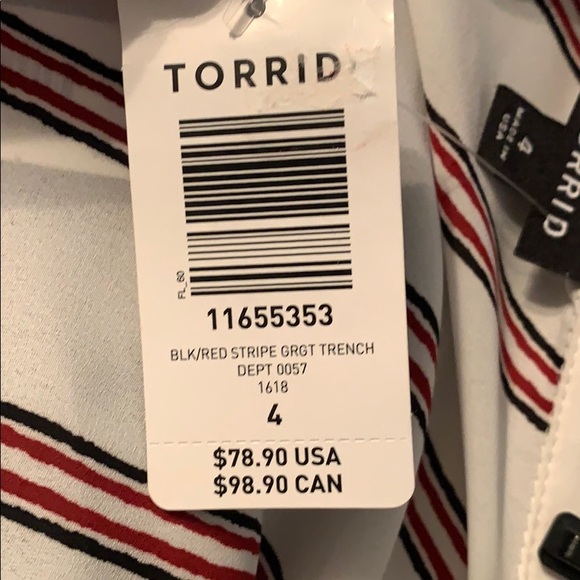 TORRID
FL_60
11655353
BLK/RED STRIPE GRGT TRENCH
DEPT 0057
1618
4
$78.90 USA
$98.90 CAN
4
MADE IN
USA
RRID